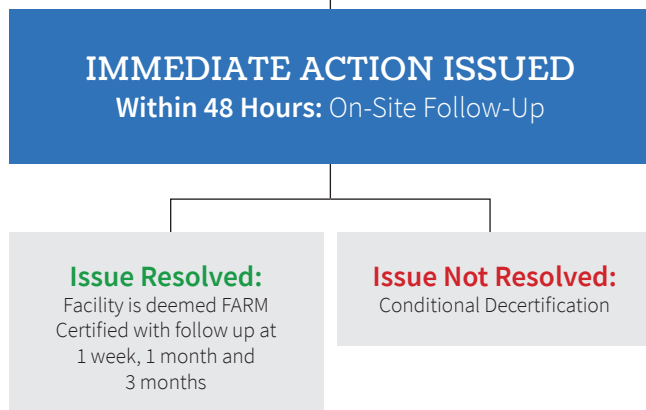 IMMEDIATE ACTION ISSUED
Within 48 Hours: On-Site Follow-Up
Issue Resolved:
Facility is deemed FARM
Certified with follow up at
1 week, 1 month and
3 months
Issue Not Resolved:
Conditional Decertification